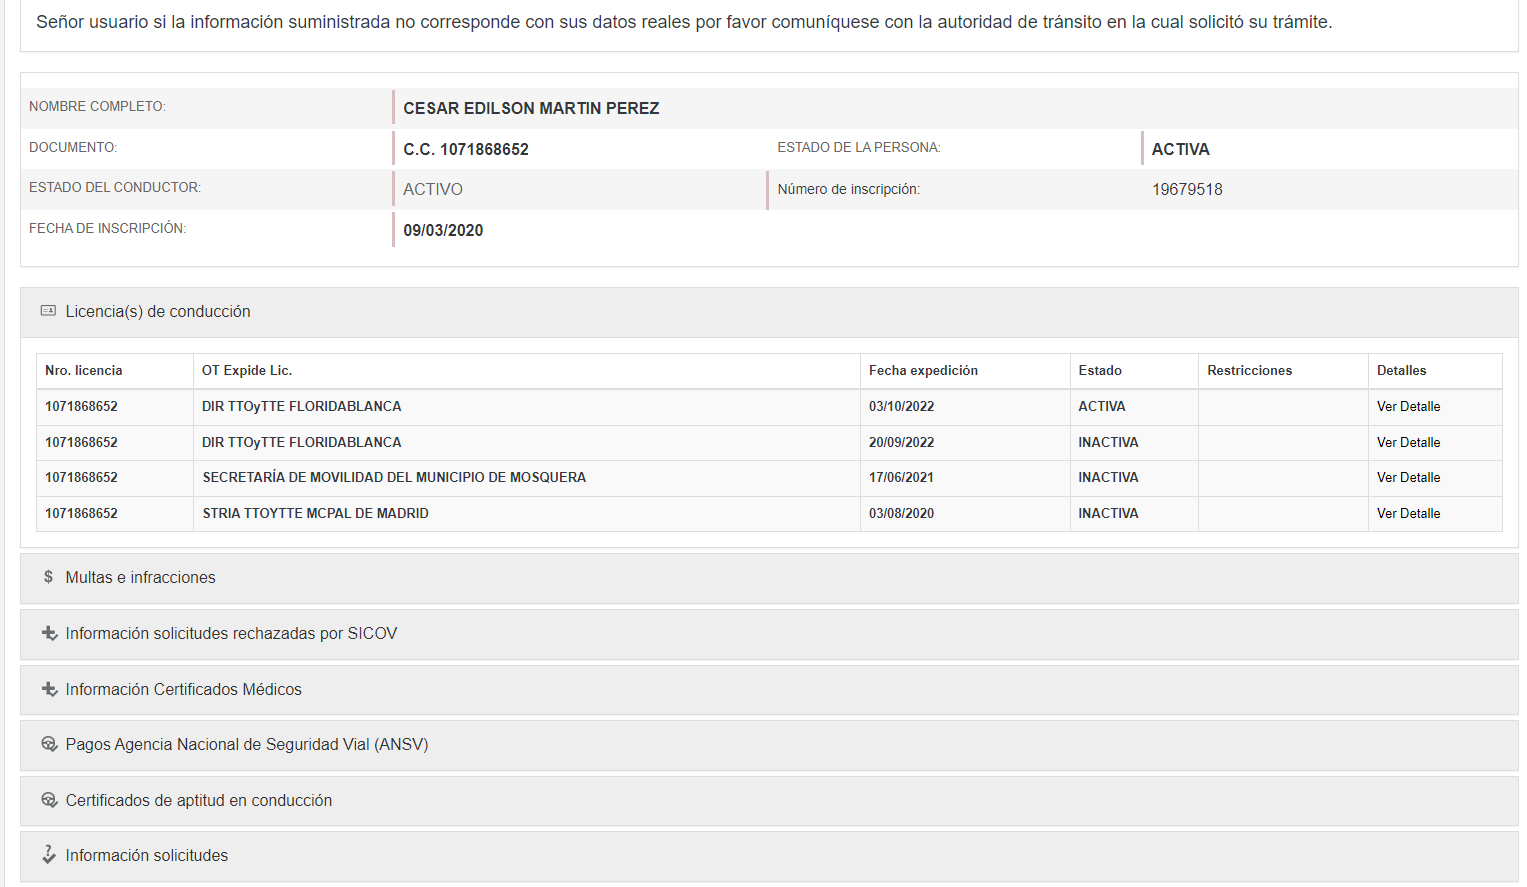 Señor usuario si la información suministrada no corresponde con sus datos reales por favor comuníquese con la autoridad de tránsito en la cual solicitó su trámite.
NOMBRE COMPLETO: CESAR EDILSON MARTIN PEREZ
DOCUMENTO: C.C. 1071868652 ESTADO DE LA PERSONA: ACTIVA
ESTADO DEL CONDUCTOR: ACTIVO Número de inscripción: 19679518
FECHA DE INSCRIPCIÓN: 09/03/2020
Licencia(s) de conducción
Nro. licencia OT Expide Lic. Fecha expedición Estado Restricciones Detalles
1071868652 DIR TTOyTTE FLORIDABLANCA 03/10/2022 ACTIVA Ver Detalle
1071868652 DIR TTOyTTE FLORIDABLANCA 20/09/2022 INACTIVA Ver Detalle
1071868652 SECRETARÍA DE MOVILIDAD DEL MUNICIPIO DE MOSQUERA 17/06/2021 INACTIVA Ver Detalle
1071868652 STRIA TTOYTTE MCPAL DE MADRID 03/08/2020 INACTIVA Ver Detalle
$ Multas e infracciones
Información solicitudes rechazadas por SICOV
Información Certificados Médicos
Pagos Agencia Nacional de Seguridad Vial (ANSV)
Certificados de aptitud en conducción
Información solicitudes